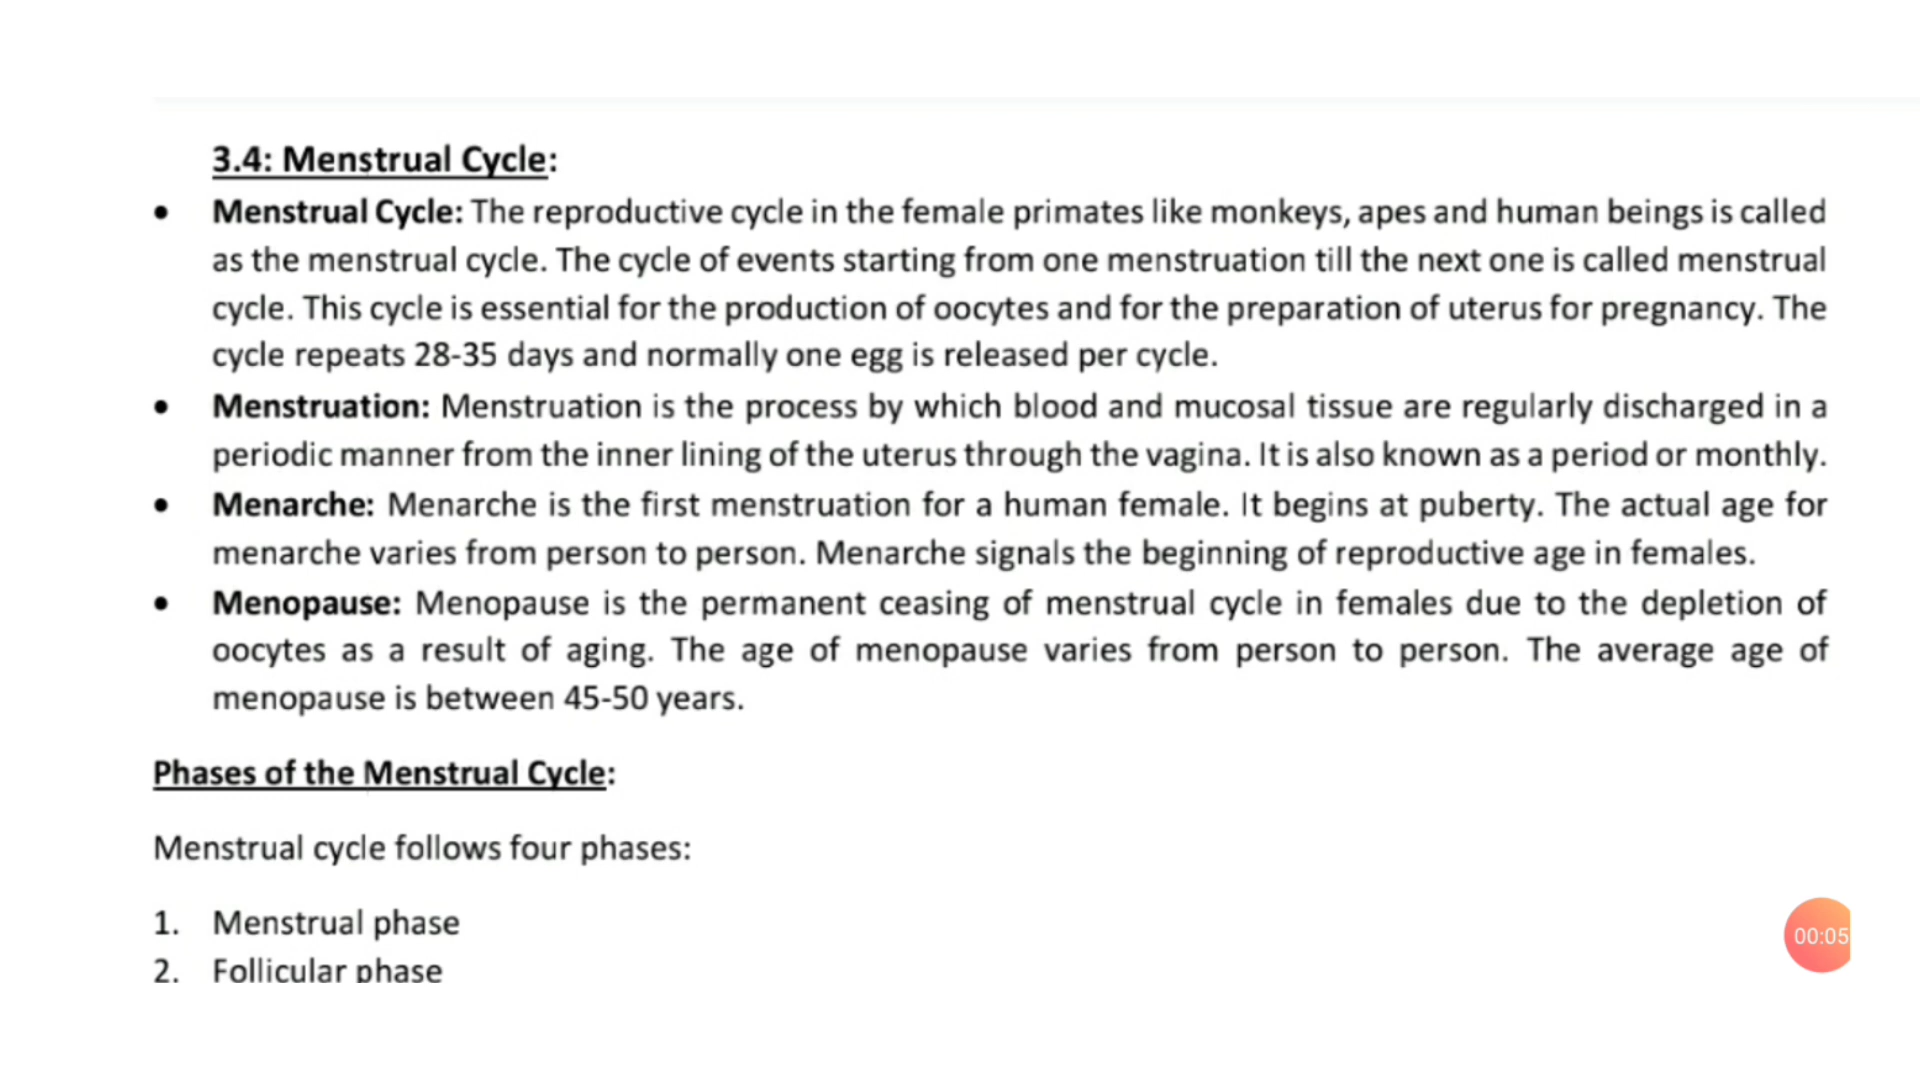 3.4: Menstrual Cycle:
• Menstrual Cycle: The reproductive cycle in the female primates like monkeys, apes and human beings is called
as the menstrual cycle. The cycle of events starting from one menstruation till the next one is called menstrual
cycle. This cycle is essential for the production of oocytes and for the preparation of uterus for pregnancy. The
cycle repeats 28-35 days and normally one egg is released per cycle.
• Menstruation: Menstruation is the process by which blood and mucosal tissue are regularly discharged in a
periodic manner from the inner lining of the uterus through the vagina. It is also known as a period or monthly.
• Menarche: Menarche is the first menstruation for a human female. It begins at puberty. The actual age for
menarche varies from person to person. Menarche signals the beginning of reproductive age in females.
• Menopause: Menopause is the permanent ceasing of menstrual cycle in females due to the depletion of
oocytes as a result of aging. The age of menopause varies from person to person. The average age of
menopause is between 45-50 years.
Phases of the Menstrual Cycle:
Menstrual cycle follows four phases:
1. Menstrual phase
2. Follicular phase
00:05